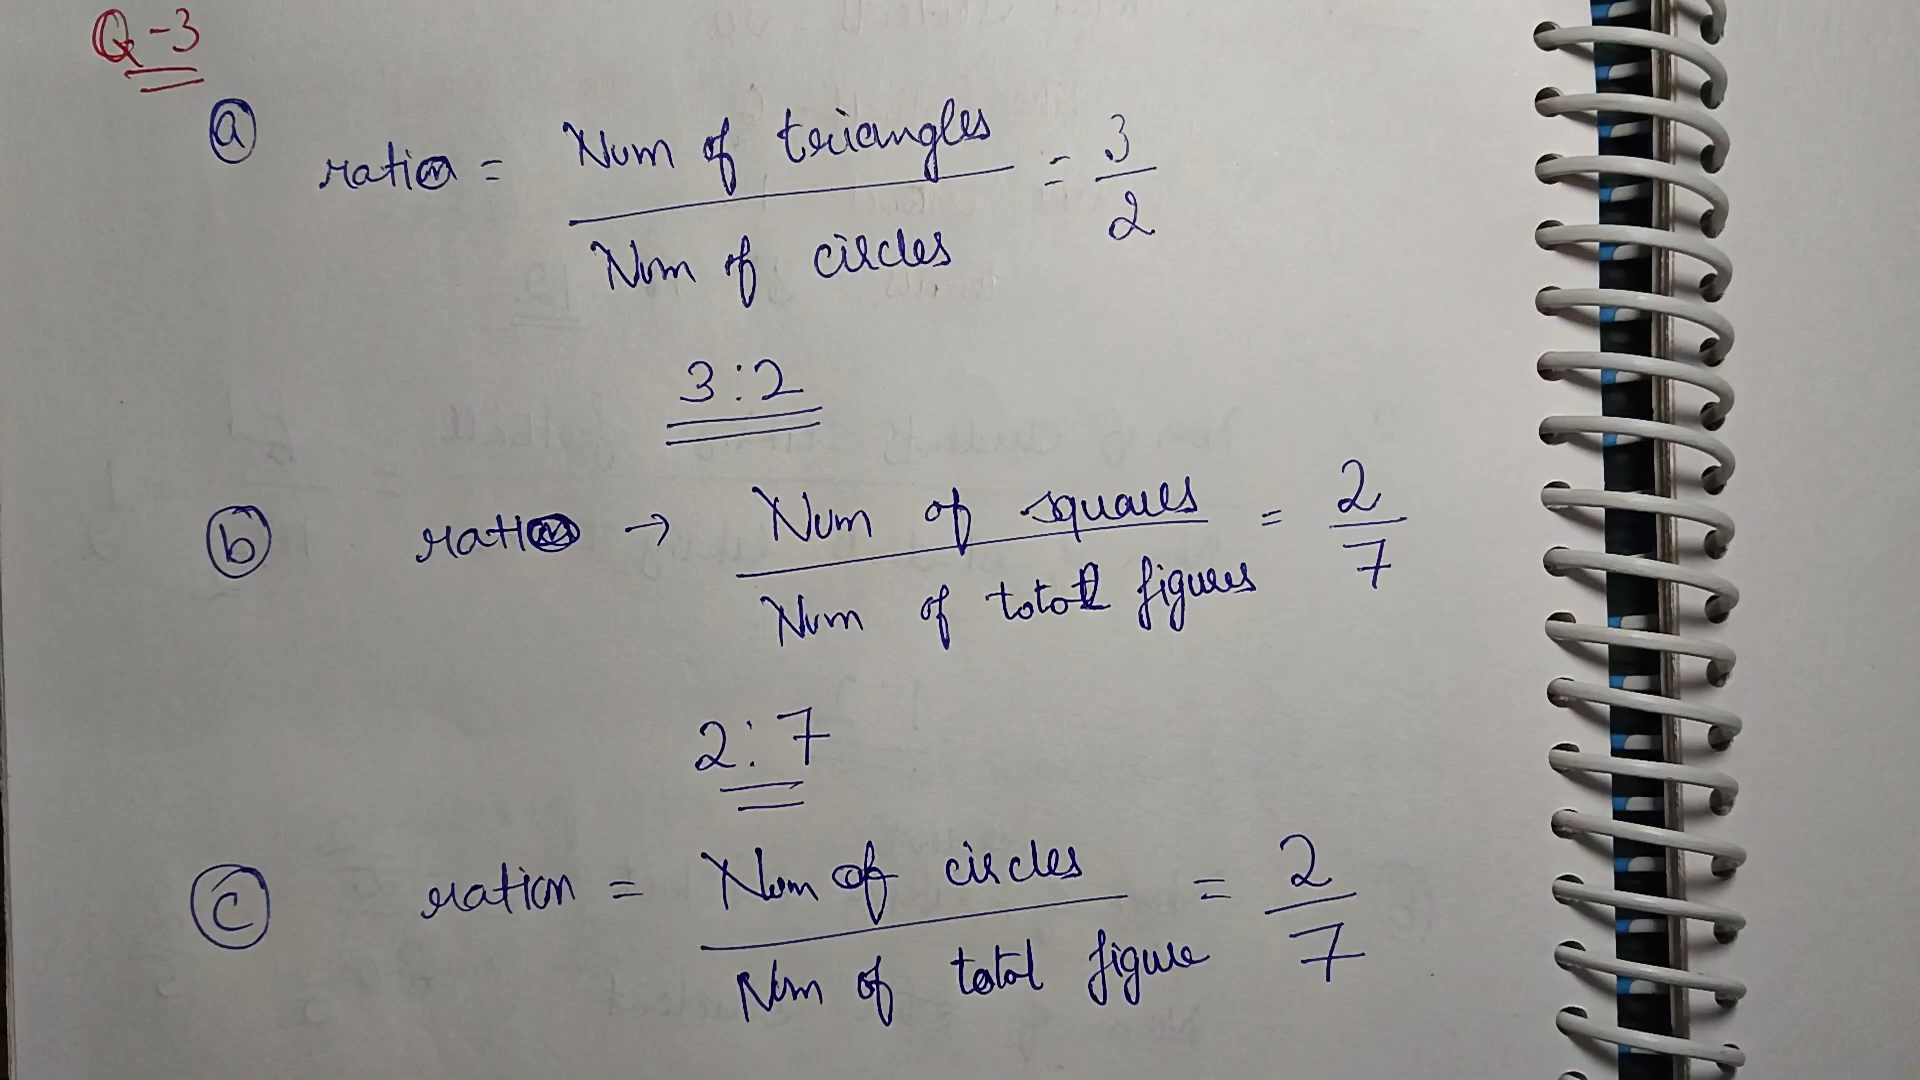 Q-3
a
ratio = Num of triangles / Num of circles = 3/2
3:2
b
ratio → Num of squares / Num of total figures = 2/7
2:7
c
ration = Num of circles / Num of total figure = 2/7